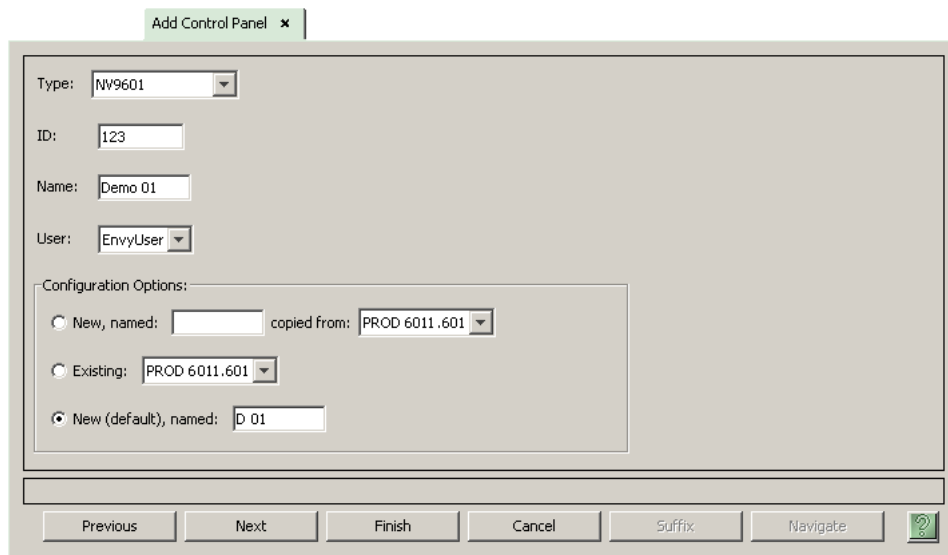 Add Control Panel ×
Type: NV9601
ID: 123
Name: Demo 01
User: EnvyUser
Configuration Options:
New, named: copied from: PROD 6011.601
Existing: PROD 6011.601
New (default), named: D 01
Previous Next Finish Cancel Suffix Navigate ?